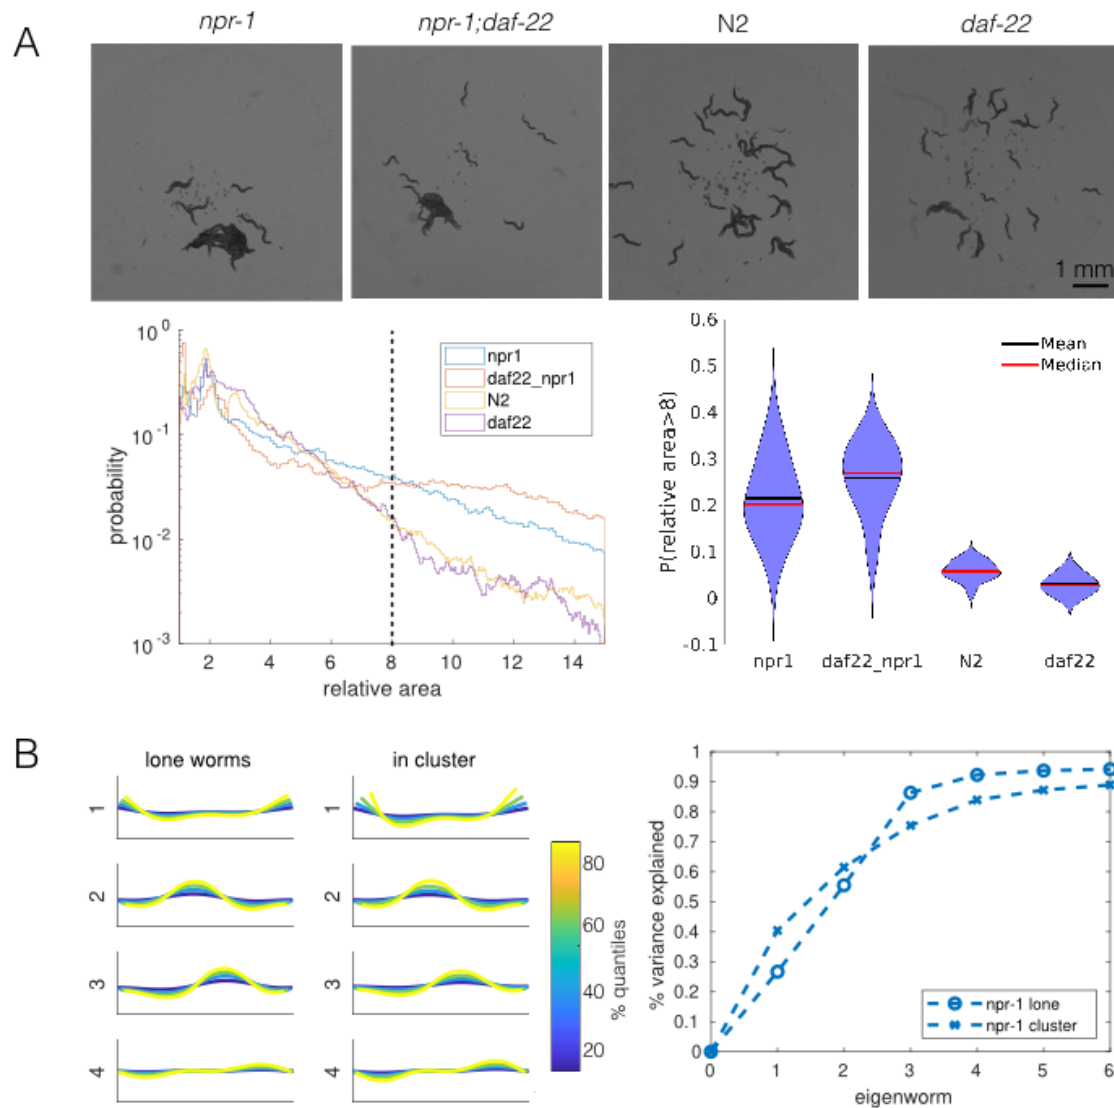 A
npr-1
npr-1;daf-22
N2
daf-22
1 mm
10^0
10^-1
10^-2
10^-3
probability
2
4
6
8
10
12
14
relative area
npr1
daf22_npr1
N2
daf22
0.6
0.5
0.4
0.3
0.2
0.1
0
-0.1
P(relative area>8)
Mean
Median
npr1
daf22_npr1
N2
daf22
B
lone worms
in cluster
1
2
3
4
1
2
3
4
80
60
40
20
% quantiles
1
0.9
0.8
0.7
0.6
0.5
0.4
0.3
0.2
0.1
0
% variance explained
0
1
2
3
4
5
6
eigenworm
npr-1 lone
npr-1 cluster